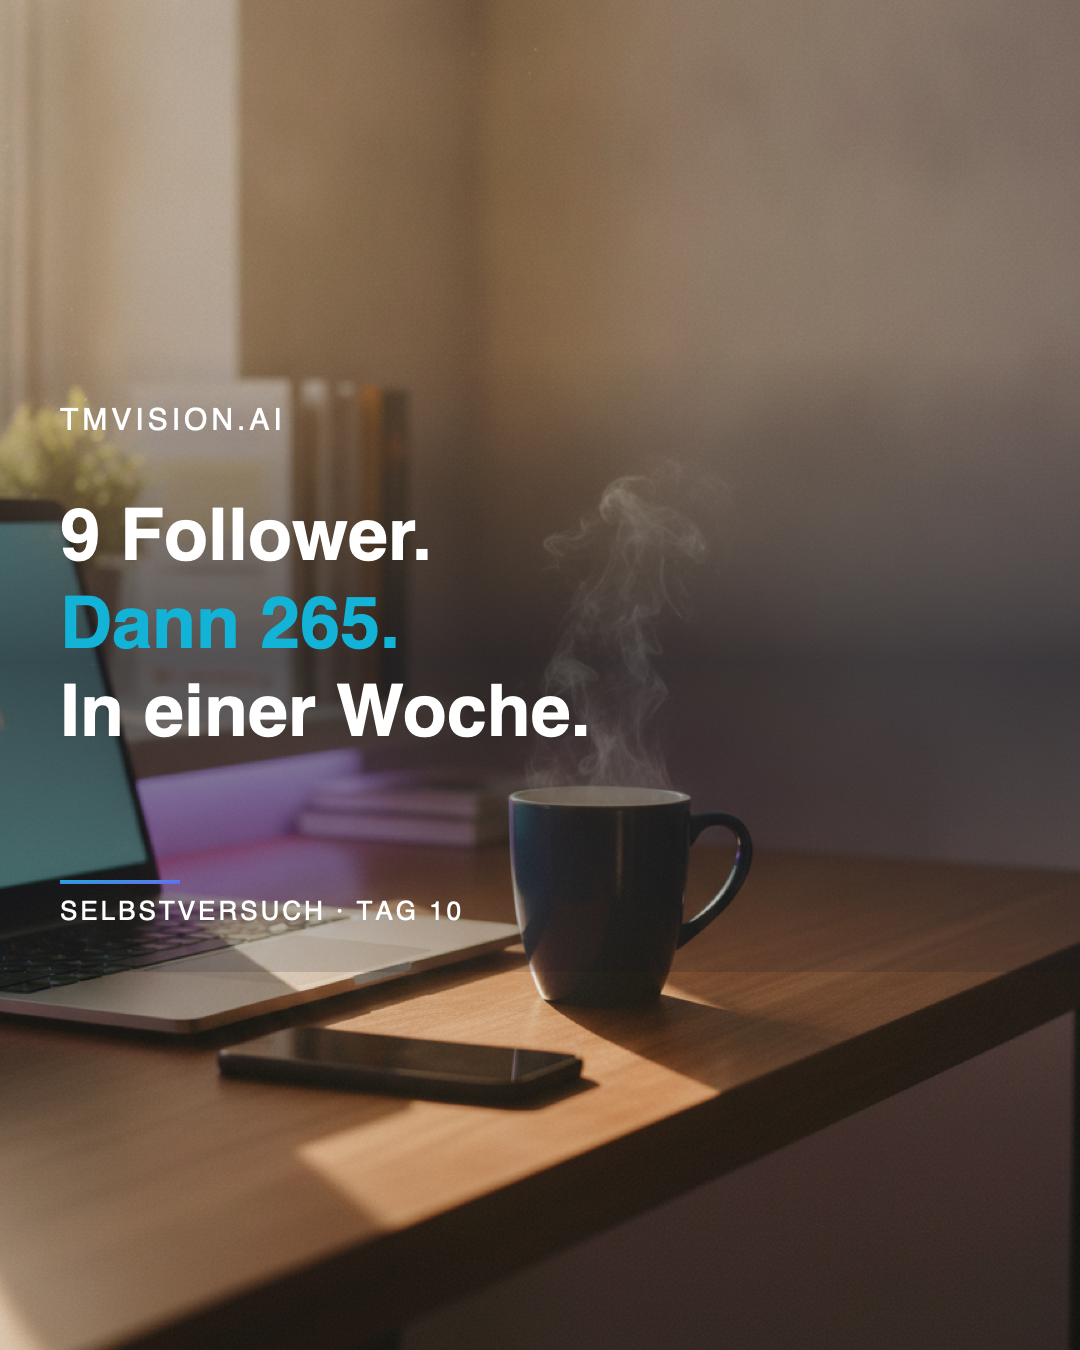 TMVISION.AI
9 Follower.
Dann 265.
In einer Woche.
SELBSTVERSUCH · TAG 10